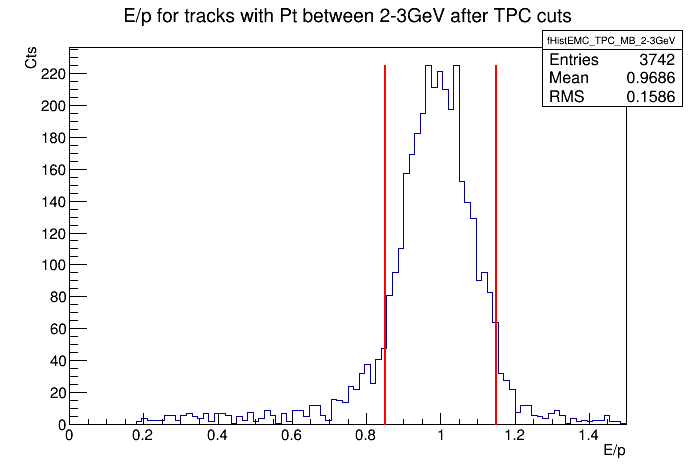 E/p for tracks with Pt between 2-3GeV after TPC cuts
fHistEMC_TPC_MB_2-3GeV
Entries 3742
Mean 0.9686
RMS 0.1586
Cts
220
200
180
160
140
120
100
80
60
40
20
0
0 0.2 0.4 0.6 0.8 1 1.2 1.4
E/p